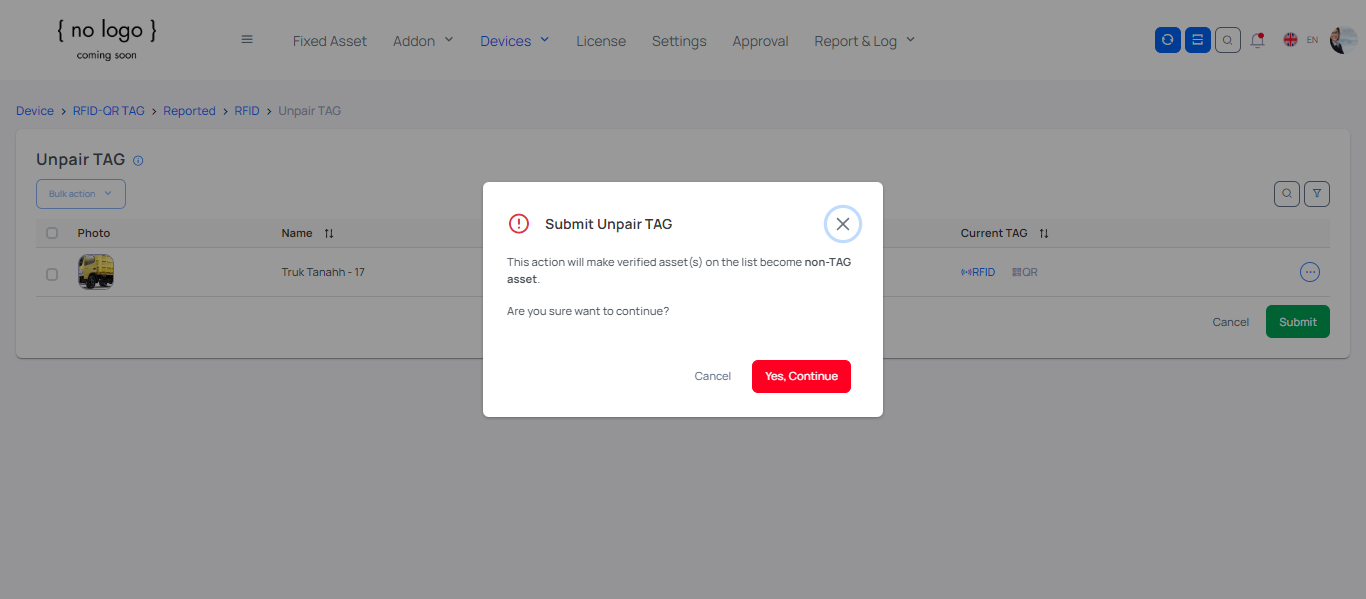 { no logo }
coming soon
Fixed Asset Addon Devices License Settings Approval Report & Log EN
Device > RFID-QR TAG > Reported > RFID > Unpair TAG
Unpair TAG
Bulk action
Photo Name Current TAG
Truk Tanahh - 17 RFID QR
Cancel Submit
Submit Unpair TAG
This action will make verified asset(s) on the list become non-TAG
asset.
Are you sure want to continue?
Cancel Yes, Continue